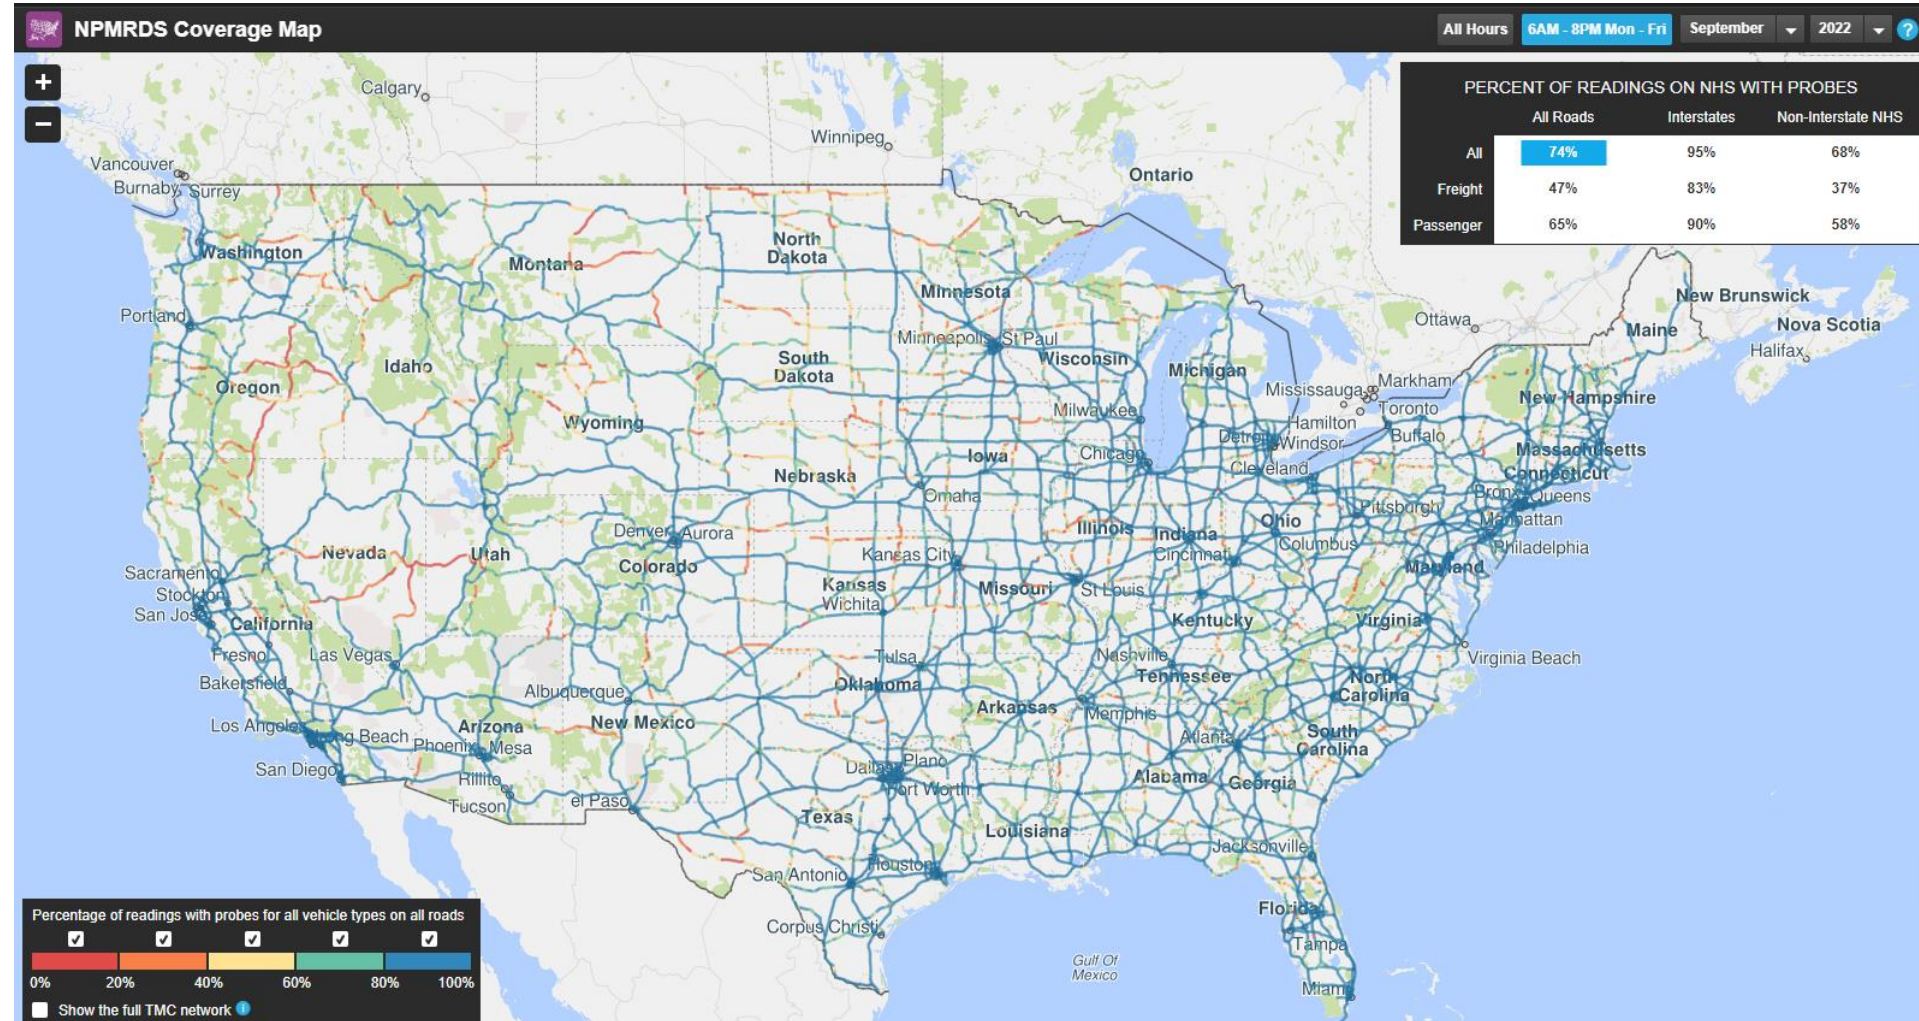 NPMRDS Coverage Map
All Hours
6AM - 8PM Mon - Fri
September
2022
?
+
−
PERCENT OF READINGS ON NHS WITH PROBES
All Roads Interstates Non-Interstate NHS
All 74% 95% 68%
Freight 47% 83% 37%
Passenger 65% 90% 58%
Calgary
Winnipeg
Vancouver
Burnaby Surrey
Ontario
Washington
Montana
North
Dakota
Minnesota
New Brunswick
Portland
Ottawa
Maine
Nova Scotia
Minneapolis St Paul
Halifax
Idaho
South
Dakota
Wisconsin
Michigan
Oregon
Mississauga Markham
Toronto
New Hampshire
Wyoming
Milwaukee
Hamilton
Detroit Windsor
Buffalo
Iowa
Chicago
Massachusetts
Cleveland
Connecticut
Nebraska
Omaha
Bronx Queens
Pittsburgh
Manhattan
Denver Aurora
Illinois
Indiana
Ohio
Columbus
Philadelphia
Nevada
Utah
Colorado
Kansas City
Cincinnati
Maryland
Sacramento
Stockton
San Jose
California
Kansas
Wichita
Missouri
St Louis
Kentucky
Virginia
Fresno
Las Vegas
Tulsa
Nashville
Virginia Beach
Bakersfield
Albuquerque
Oklahoma
Tennessee
North
Carolina
Los Angeles
Long Beach
Arizona
New Mexico
Arkansas
Memphis
Phoenix Mesa
Atlanta
South
Carolina
San Diego
Rillito
Tucson
el Paso
Dallas Plano
Fort Worth
Alabama
Georgia
Texas
Louisiana
Jacksonville
San Antonio
Houston
Florida
Corpus Christi
Tampa
Gulf Of
Mexico
Miami
Percentage of readings with probes for all vehicle types on all roads
0% 20% 40% 60% 80% 100%
Show the full TMC network i